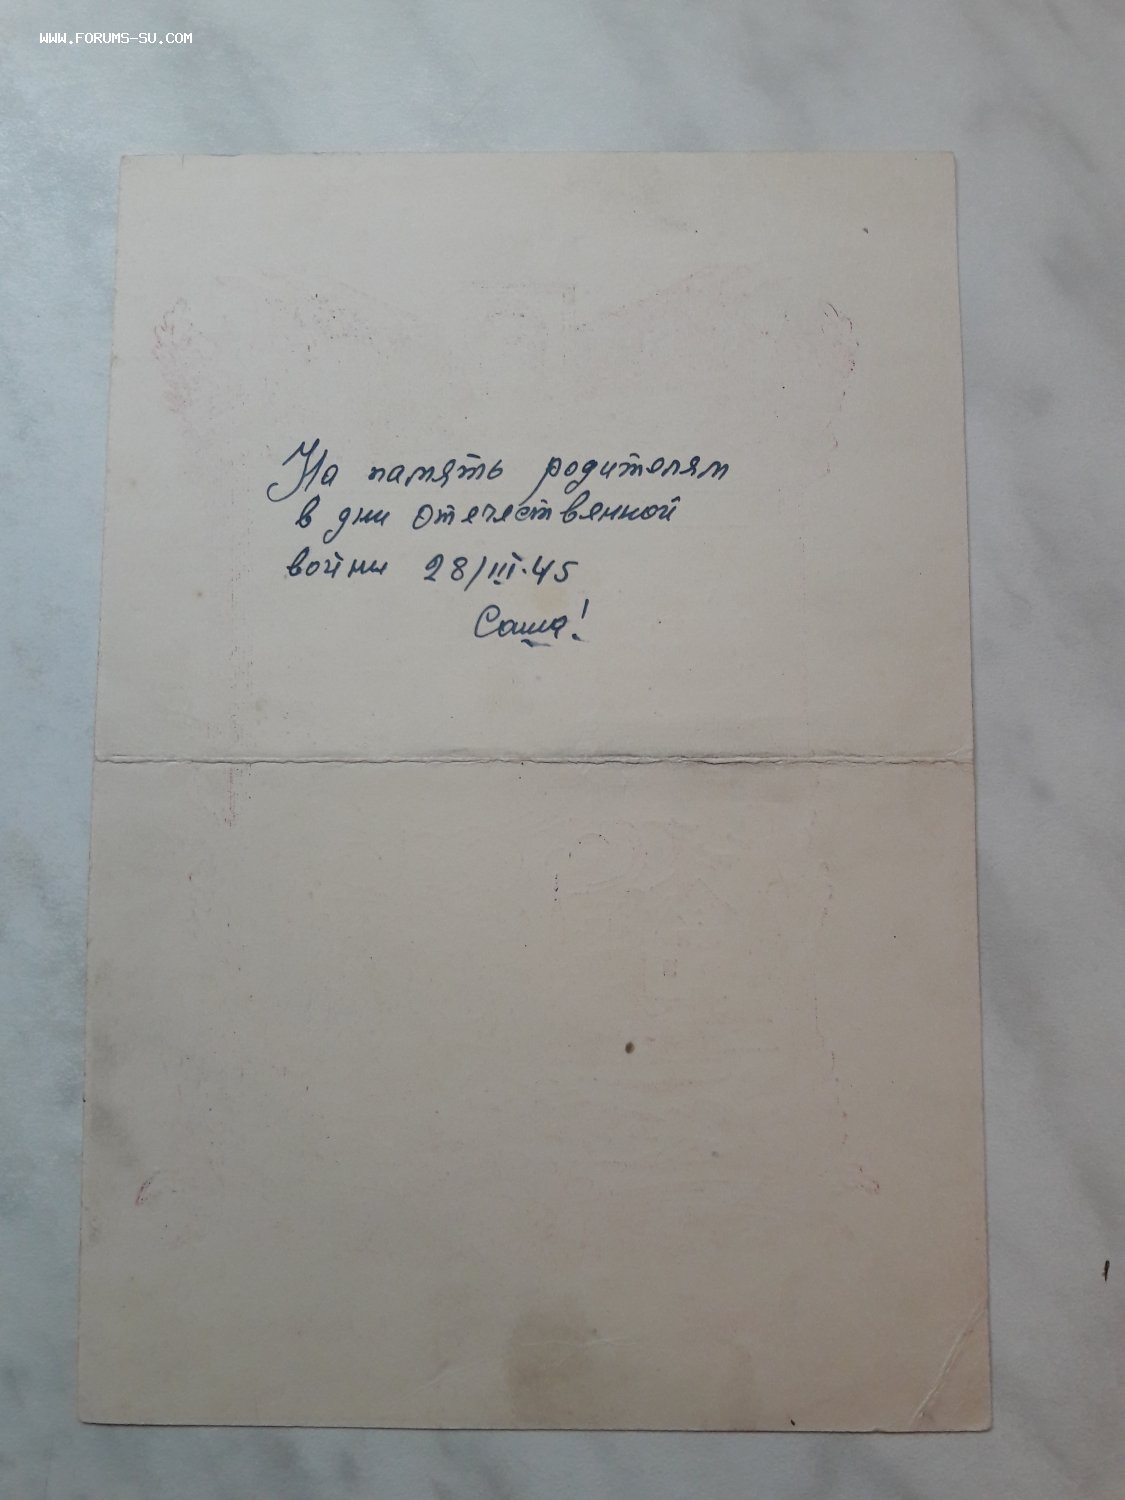 WWW.FORUMS-SU.COM
На память родителям
в дни отечественной
войны 28/III·45
Саша!